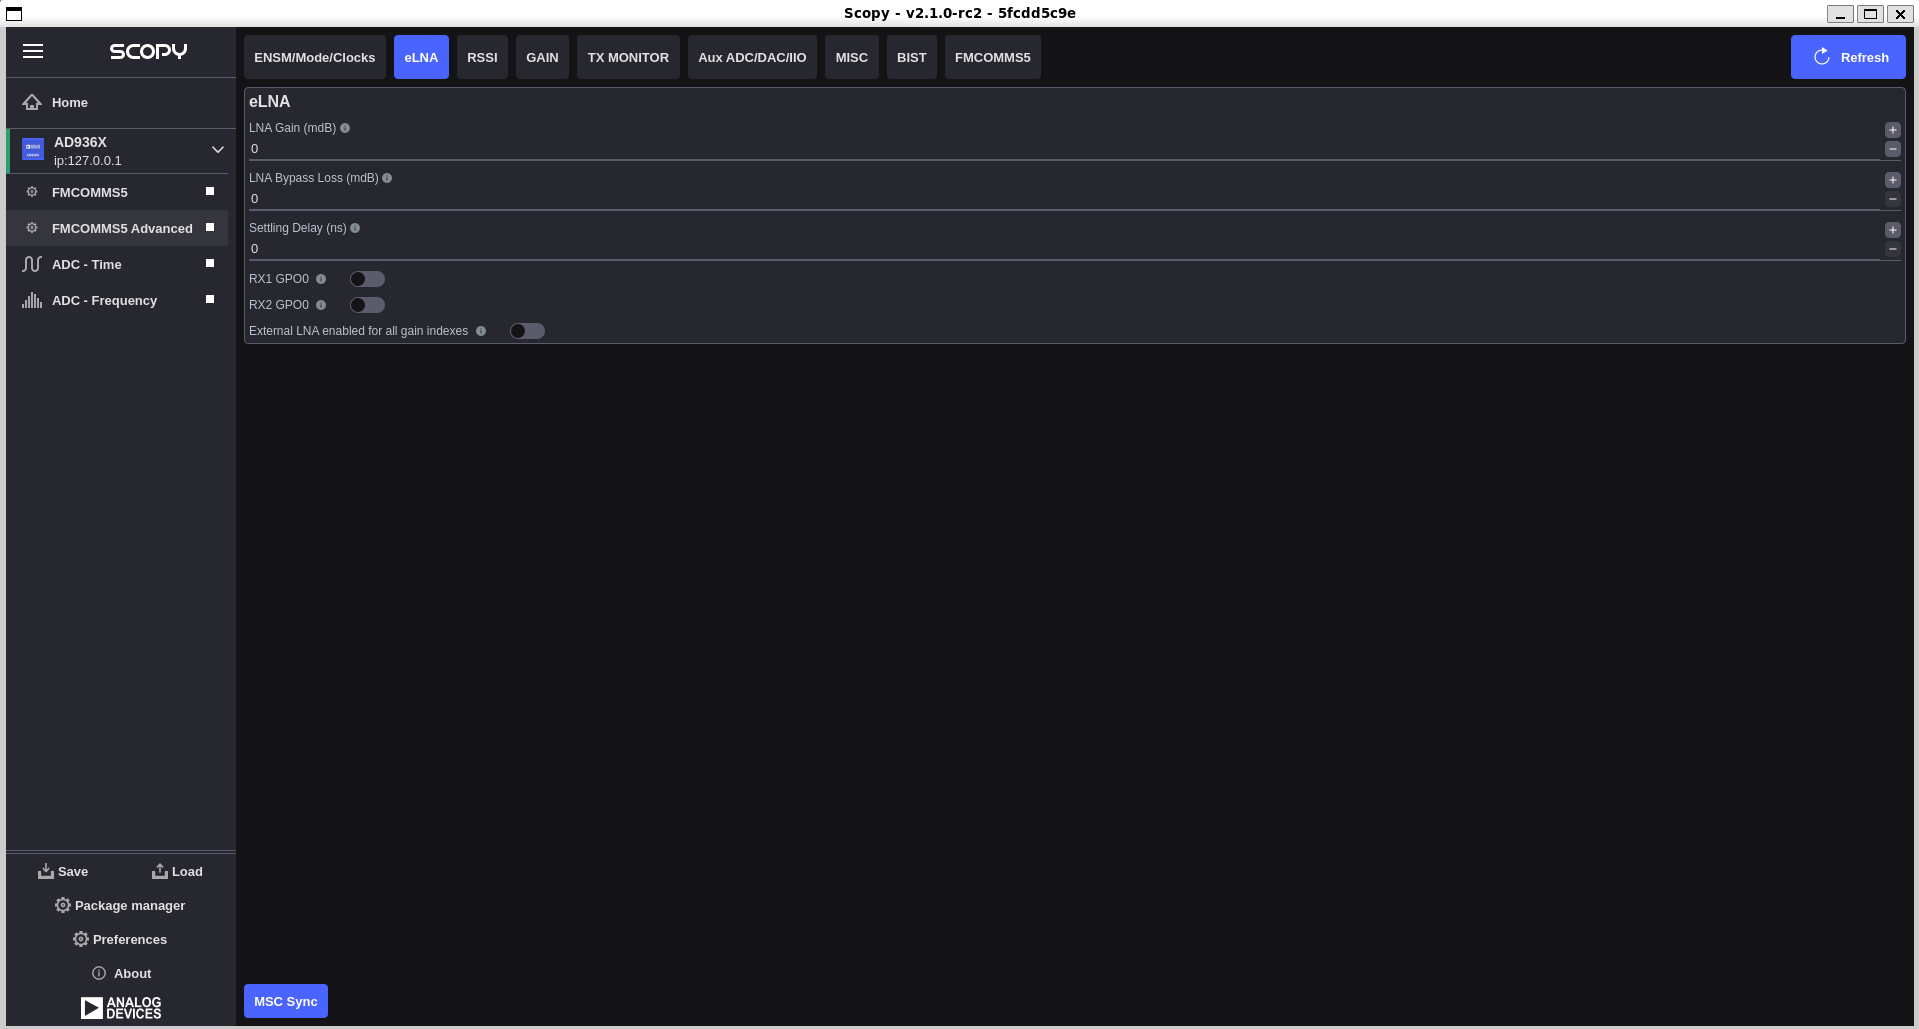 Scopy - v2.1.0-rc2 - 5fcdd5c9e
SCOPY
Home
AD936X
ip:127.0.0.1
FMCOMMS5
FMCOMMS5 Advanced
ADC - Time
ADC - Frequency
Save
Load
Package manager
Preferences
About
ANALOG
DEVICES
ENSM/Mode/Clocks
eLNA
RSSI
GAIN
TX MONITOR
Aux ADC/DAC/IIO
MISC
BIST
FMCOMMS5
Refresh
eLNA
LNA Gain (mdB)
0
LNA Bypass Loss (mdB)
0
Settling Delay (ns)
0
RX1 GPO0
RX2 GPO0
External LNA enabled for all gain indexes
MSC Sync